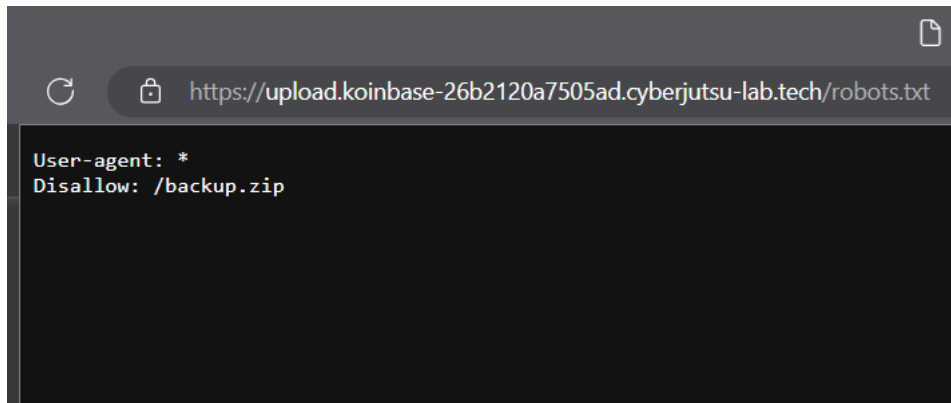 https://upload.koinbase-26b2120a7505ad.cyberjutsu-lab.tech/robots.txt
User-agent: *
Disallow: /backup.zip